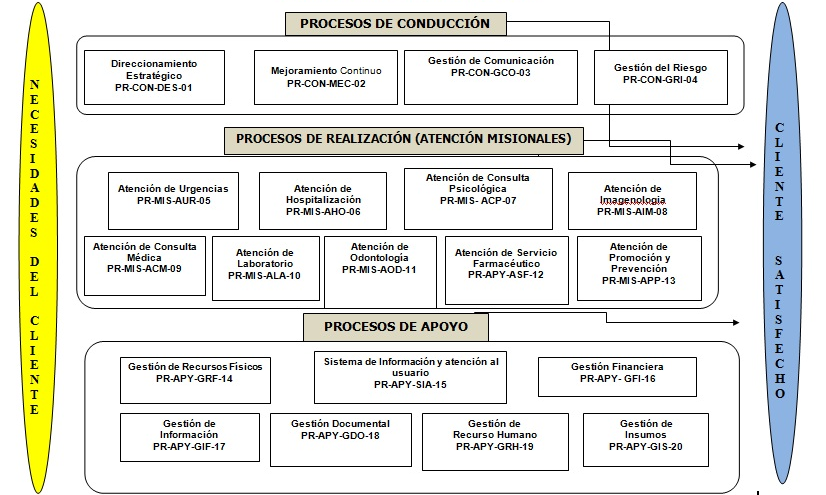 NECESIDADES DEL CLIENTE
PROCESOS DE CONDUCCIÓN
Direccionamiento
Estratégico
PR-CON-DES-01
Mejoramiento Continuo
PR-CON-MEC-02
Gestión de Comunicación
PR-CON-GCO-03
Gestión del Riesgo
PR-CON-GRI-04
PROCESOS DE REALIZACIÓN (ATENCIÓN MISIONALES)
Atención de Urgencias
PR-MIS-AUR-05
Atención de
Hospitalización
PR-MIS-AHO-06
Atención de Consulta
Psicológica
PR-MIS- ACP-07
Atención de
Imagenología
PR-MIS-AIM-08
Atención de Consulta
Médica
PR-MIS-ACM-09
Atención de
Laboratorio
PR-MIS-ALA-10
Atención de
Odontología
PR-MIS-AOD-11
Atención de Servicio
Farmacéutico
PR-APY-ASF-12
Atención de
Promoción y
Prevención
PR-MIS-APP-13
PROCESOS DE APOYO
Gestión de Recursos Físicos
PR-APY-GRF-14
Sistema de Información y atención al
usuario
PR-APY-SIA-15
Gestión Financiera
PR-APY- GFI-16
Gestión de
Información
PR-APY-GIF-17
Gestión Documental
PR-APY-GDO-18
Gestión de
Recurso Humano
PR-APY-GRH-19
Gestión de
Insumos
PR-APY-GIS-20
CLIENTE SATISFECHO